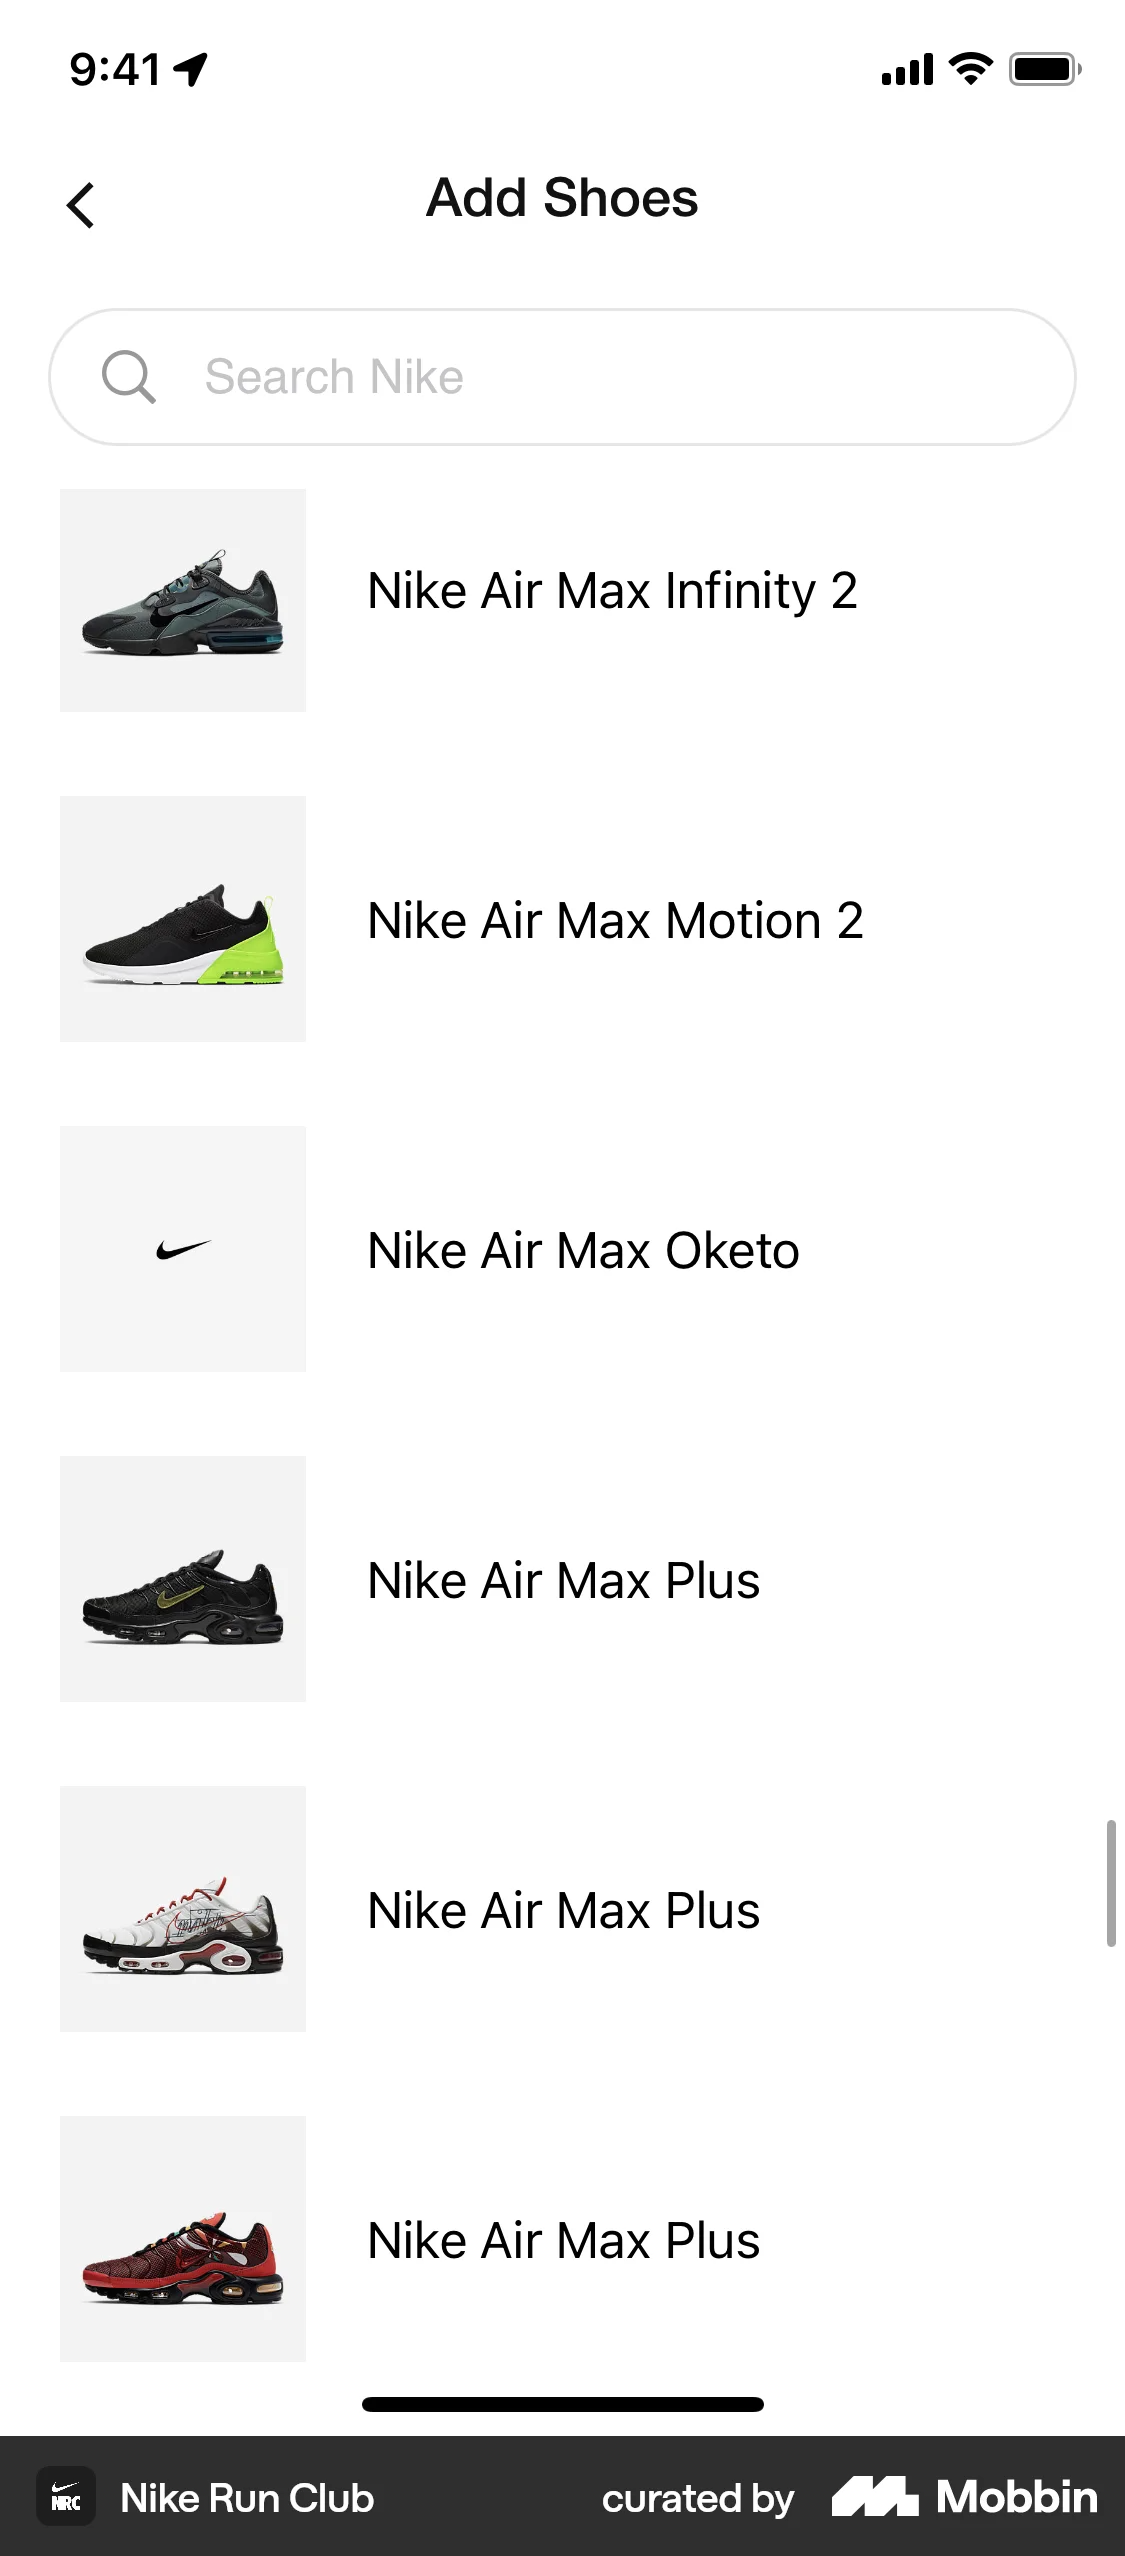 9:41
Add Shoes
Search Nike
Nike Air Max Infinity 2
Nike Air Max Motion 2
Nike Air Max Oketo
Nike Air Max Plus
Nike Air Max Plus
Nike Air Max Plus
NRC Nike Run Club curated by Mobbin